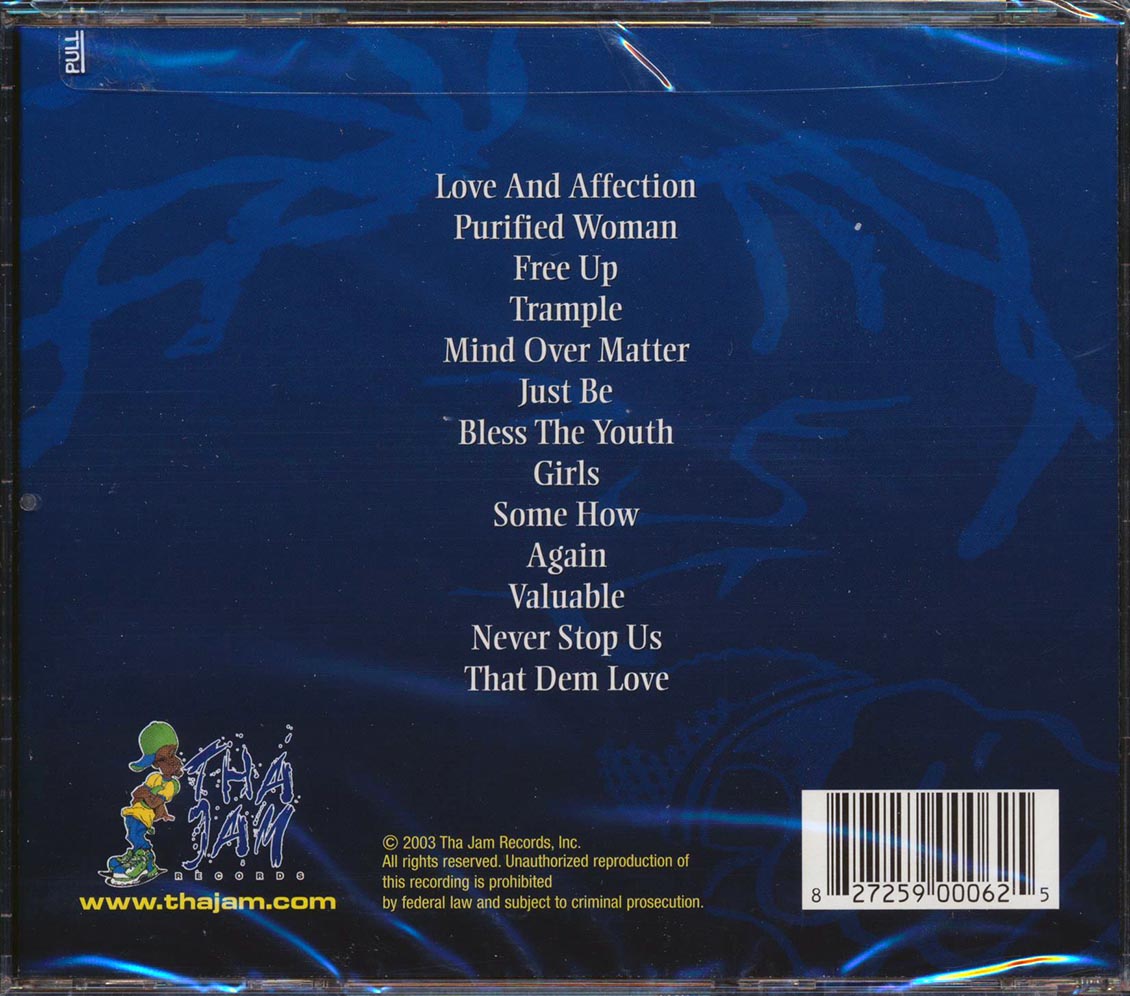 PULL
Love And Affection
Purified Woman
Free Up
Trample
Mind Over Matter
Just Be
Bless The Youth
Girls
Some How
Again
Valuable
Never Stop Us
That Dem Love
THA
JAM
RECORDS
www.thajam.com
© 2003 Tha Jam Records, Inc.
All rights reserved. Unauthorized reproduction of
this recording is prohibited
by federal law and subject to criminal prosecution.
8 27259 00062 5